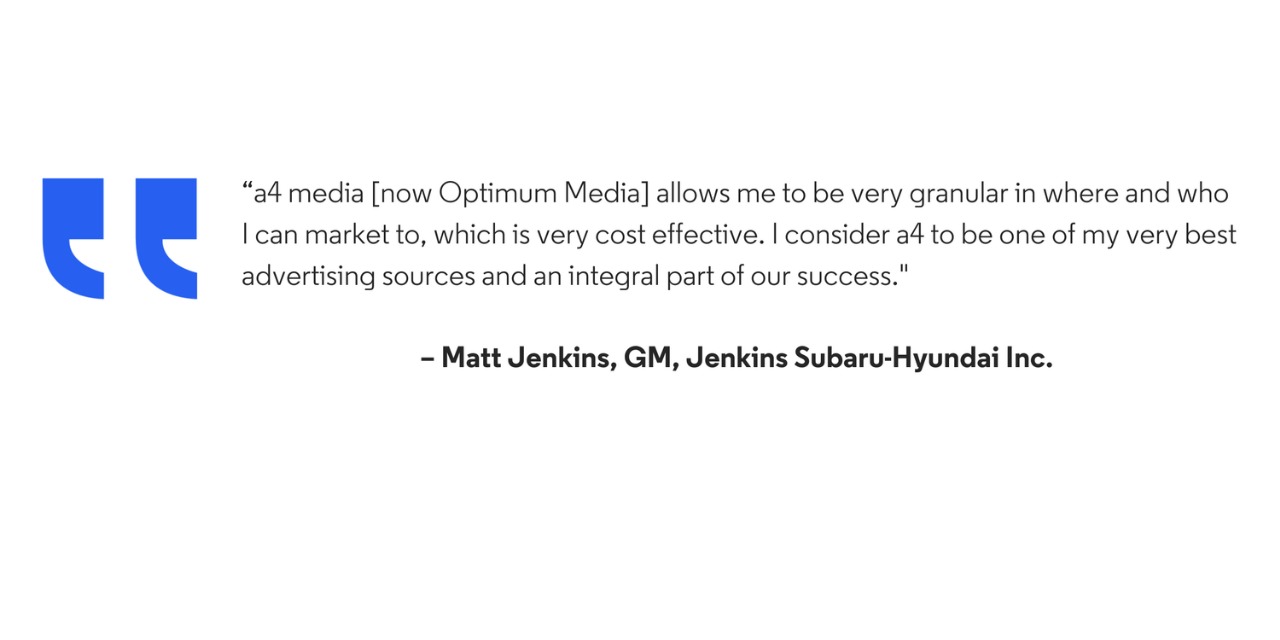 “a4 media [now Optimum Media] allows me to be very granular in where and who
I can market to, which is very cost effective. I consider a4 to be one of my very best
advertising sources and an integral part of our success."
– Matt Jenkins, GM, Jenkins Subaru-Hyundai Inc.